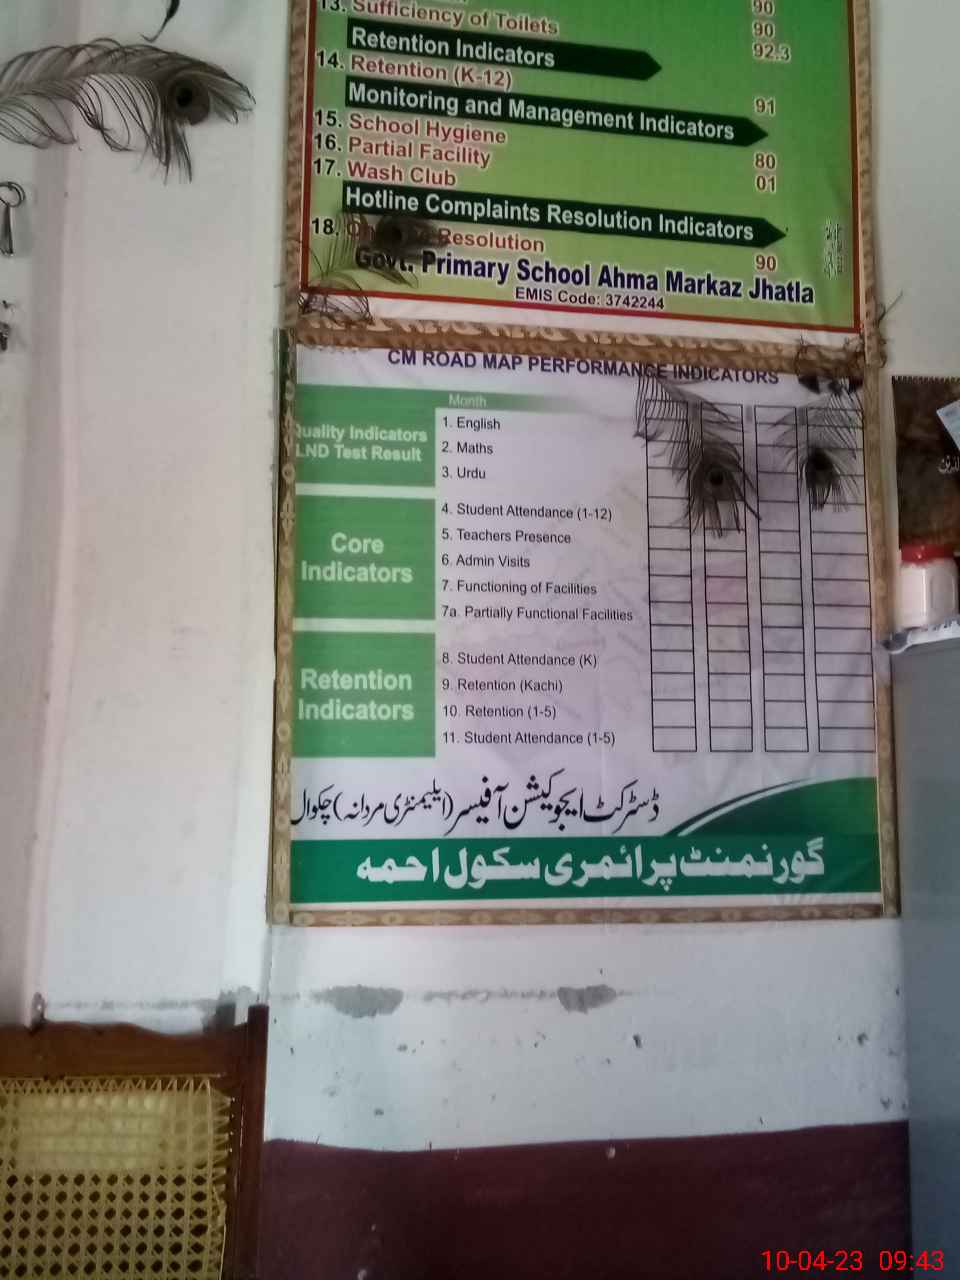 13. Sufficiency of Toilets 90
90
Retention Indicators 92.3
14. Retention (K-12)
Monitoring and Management Indicators 91
15. School Hygiene
16. Partial Facility 80
17. Wash Club 01
Hotline Complaints Resolution Indicators
18. Resolution 90
Govt. Primary School Ahma Markaz Jhatla
EMIS Code: 3742244
CM ROAD MAP PERFORMANCE INDICATORS
Month
Quality Indicators
LND Test Result
1. English
2. Maths
3. Urdu
Core
Indicators
4. Student Attendance (1-12)
5. Teachers Presence
6. Admin Visits
7. Functioning of Facilities
7a. Partially Functional Facilities
Retention
Indicators
8. Student Attendance (K)
9. Retention (Kachi)
10. Retention (1-5)
11. Student Attendance (1-5)
ڈسٹرکٹ ایجوکیشن آفیسر (ایلیمنٹری مردانہ) چکوال
گورنمنٹ پرائمری سکول احمہ
10-04-23 09:43